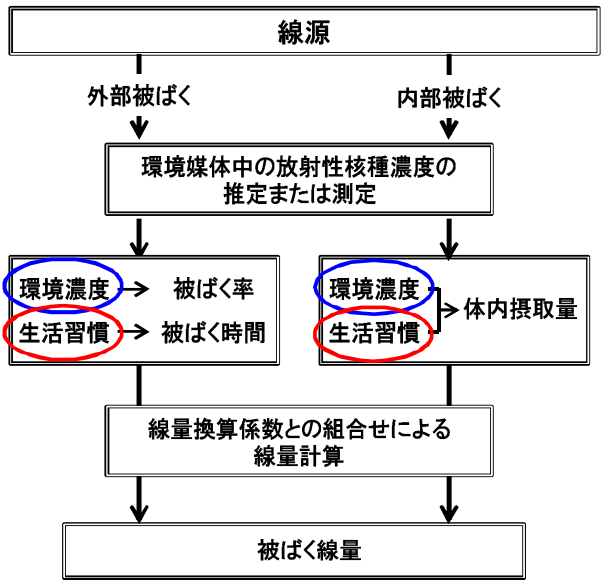 線源
外部被ばく
内部被ばく
環境媒体中の放射性核種濃度の
推定または測定
環境濃度
被ばく率
生活習慣
被ばく時間
環境濃度
生活習慣
体内摂取量
線量換算係数との組合せによる
線量計算
被ばく線量